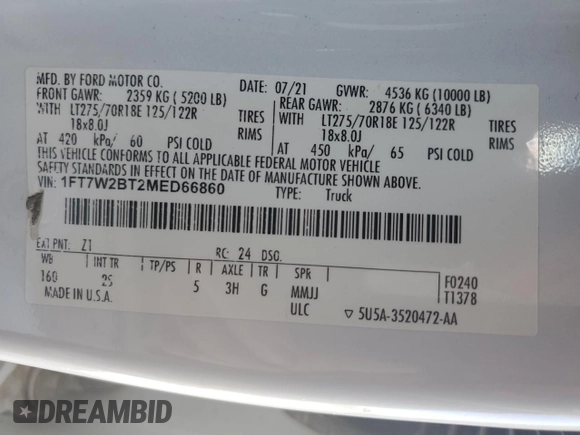 MFD. BY FORD MOTOR CO.
DATE: 07/21 GVWR: 4536 KG (10000 LB)
FRONT GAWR: 2359 KG ( 5200 LB) REAR GAWR: 2876 KG ( 6340 LB)
WITH LT275/70R18E 125/122R TIRES WITH LT275/70R18E 125/122R TIRES
18x8.0J RIMS 18x8.0J RIMS
AT 420 kPa/ 60 PSI COLD AT 450 kPa/ 65 PSI COLD
THIS VEHICLE CONFORMS TO ALL APPLICABLE FEDERAL MOTOR VEHICLE
SAFETY STANDARDS IN EFFECT ON THE DATE OF MANUFACTURE SHOWN ABOVE.
VIN: 1FT7W2BT2MED66860 TYPE: Truck
EXT PNT: Z1 RC: 24 DSO:
WB INT TR TP/PS R AXLE TR SPR F0240
160 2S 5 3H G MMJJ T1378
MADE IN U.S.A. ULC ▽ 5U5A-3520472-AA
DREAMBID